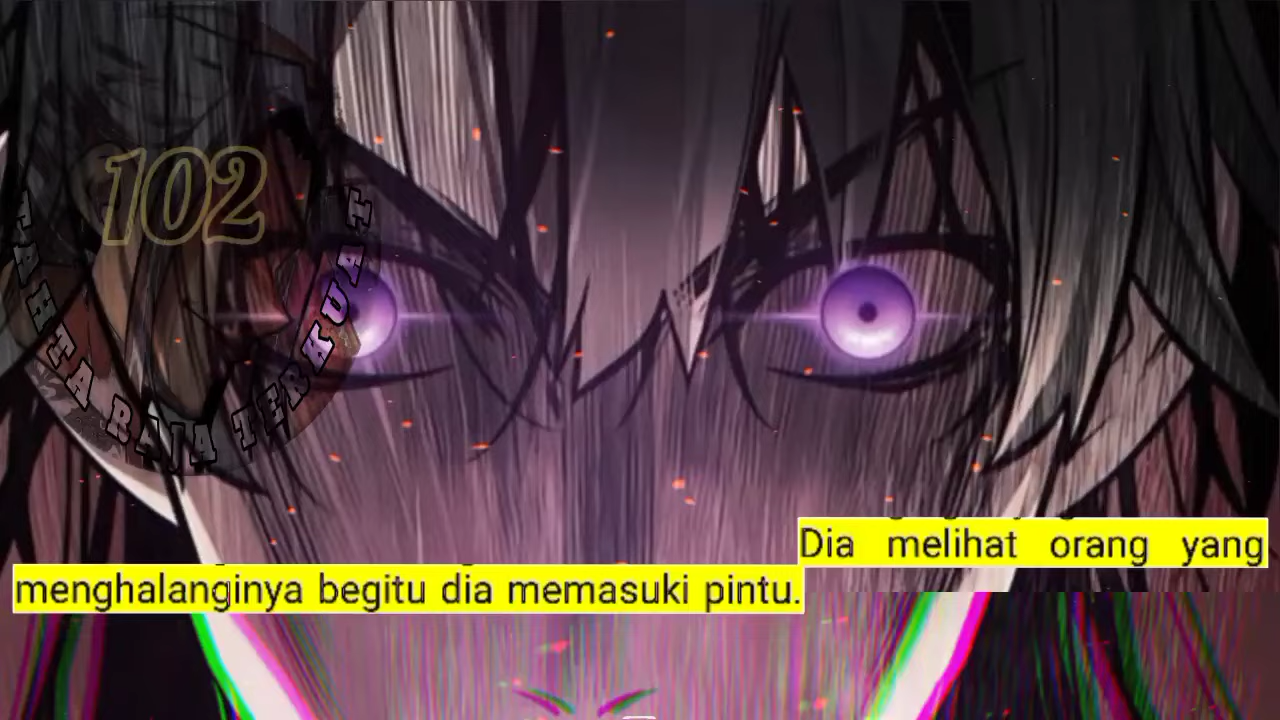 102
TAHTA RAJA TERKUAT
Dia melihat orang yang
menghalanginya begitu dia memasuki pintu.